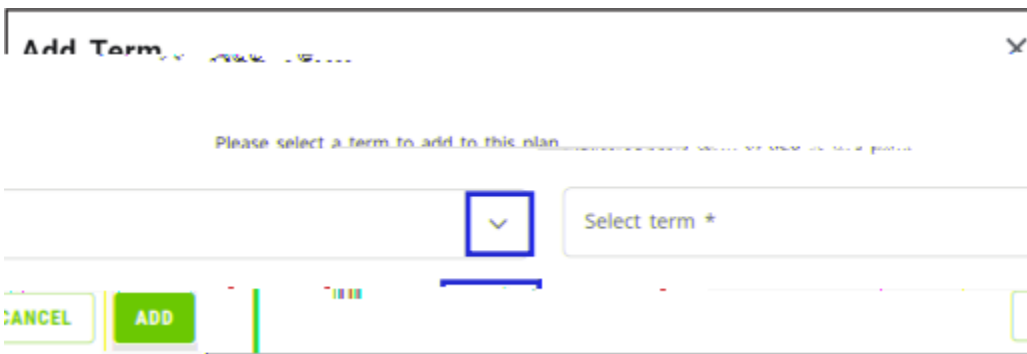 Add Term
Please select a term to add to this plan
Select term *
CANCEL
ADD